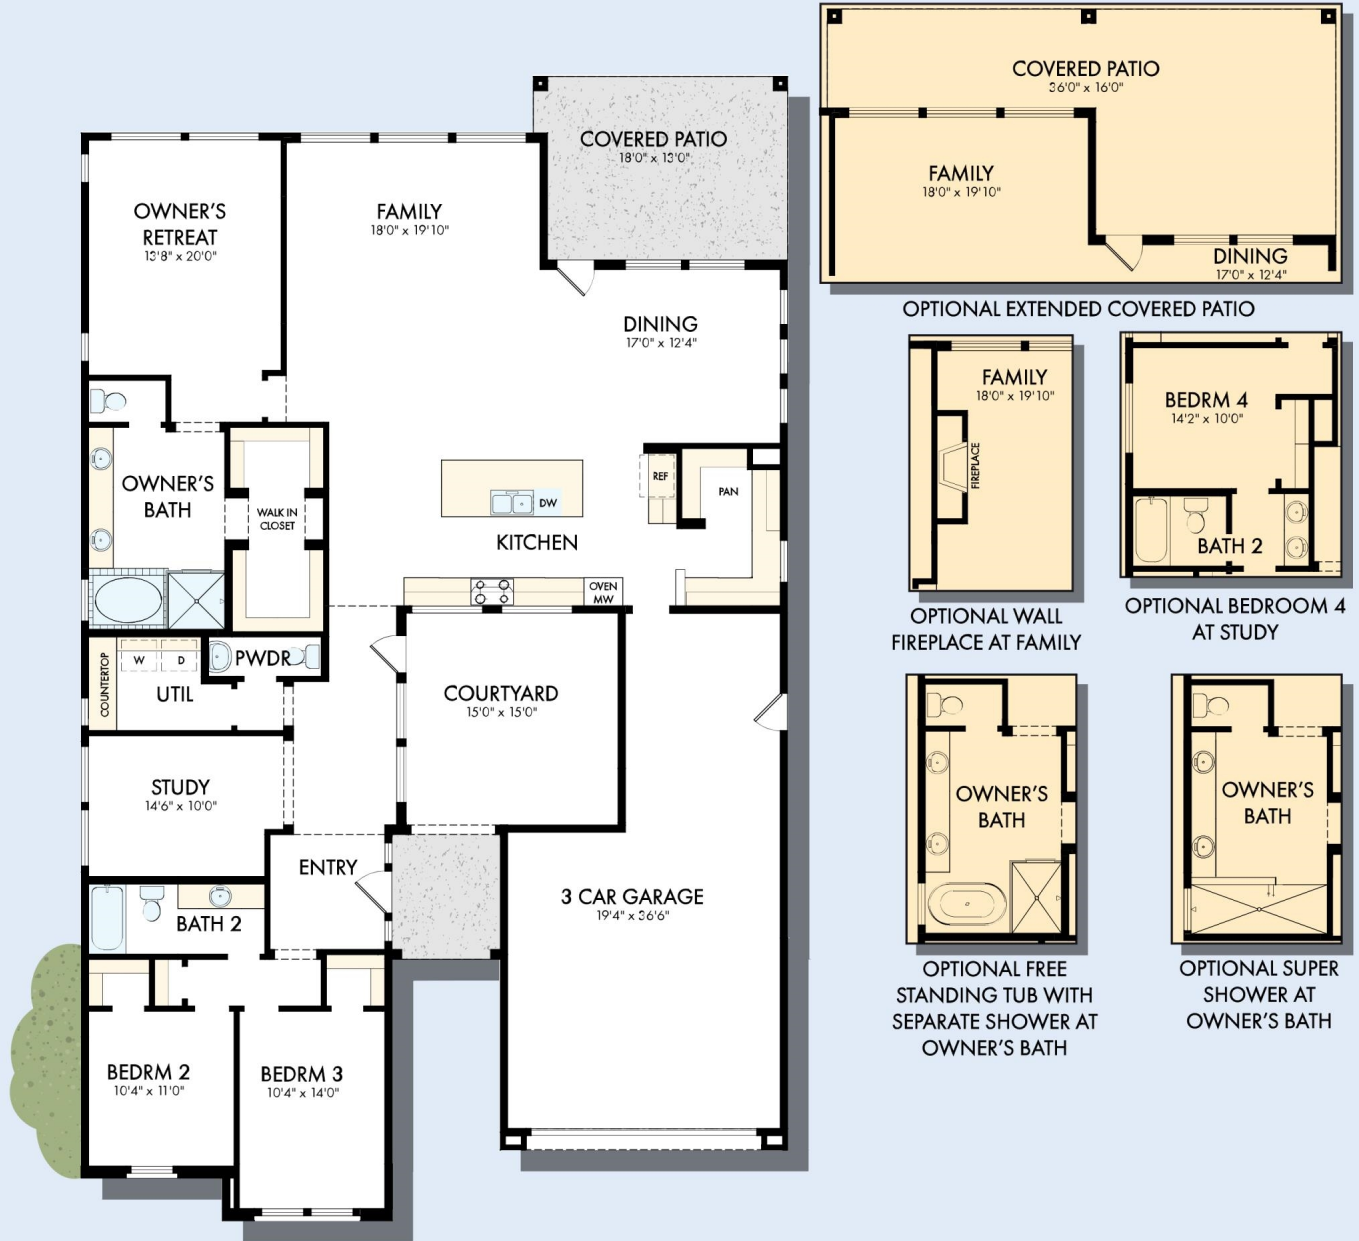 COVERED PATIO
18'0" x 13'0"
OWNER'S
RETREAT
13'8" x 20'0"
FAMILY
18'0" x 19'10"
DINING
17'0" x 12'4"
OWNER'S
BATH
WALK IN
CLOSET
REF
PAN
DW
KITCHEN
OVEN
MW
COUNTERTOP
W
D
PWDR
UTIL
COURTYARD
15'0" x 15'0"
STUDY
14'6" x 10'0"
ENTRY
BATH 2
3 CAR GARAGE
19'4" x 36'6"
BEDRM 2
10'4" x 11'0"
BEDRM 3
10'4" x 14'0"
COVERED PATIO
36'0" x 16'0"
FAMILY
18'0" x 19'10"
DINING
17'0" x 12'4"
OPTIONAL EXTENDED COVERED PATIO
FAMILY
18'0" x 19'10"
FIREPLACE
OPTIONAL WALL
FIREPLACE AT FAMILY
BEDRM 4
14'2" x 10'0"
BATH 2
OPTIONAL BEDROOM 4
AT STUDY
OWNER'S
BATH
OPTIONAL FREE
STANDING TUB WITH
SEPARATE SHOWER AT
OWNER'S BATH
OWNER'S
BATH
OPTIONAL SUPER
SHOWER AT
OWNER'S BATH